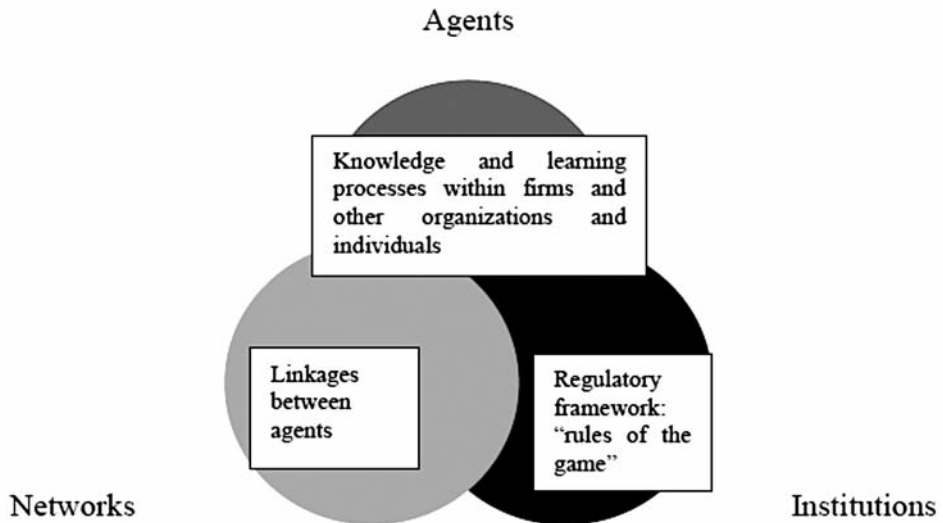 Agents
Knowledge and learning
processes within firms and
other organizations and
individuals
Linkages
between
agents
Regulatory
framework:
“rules of the
game”
Networks
Institutions